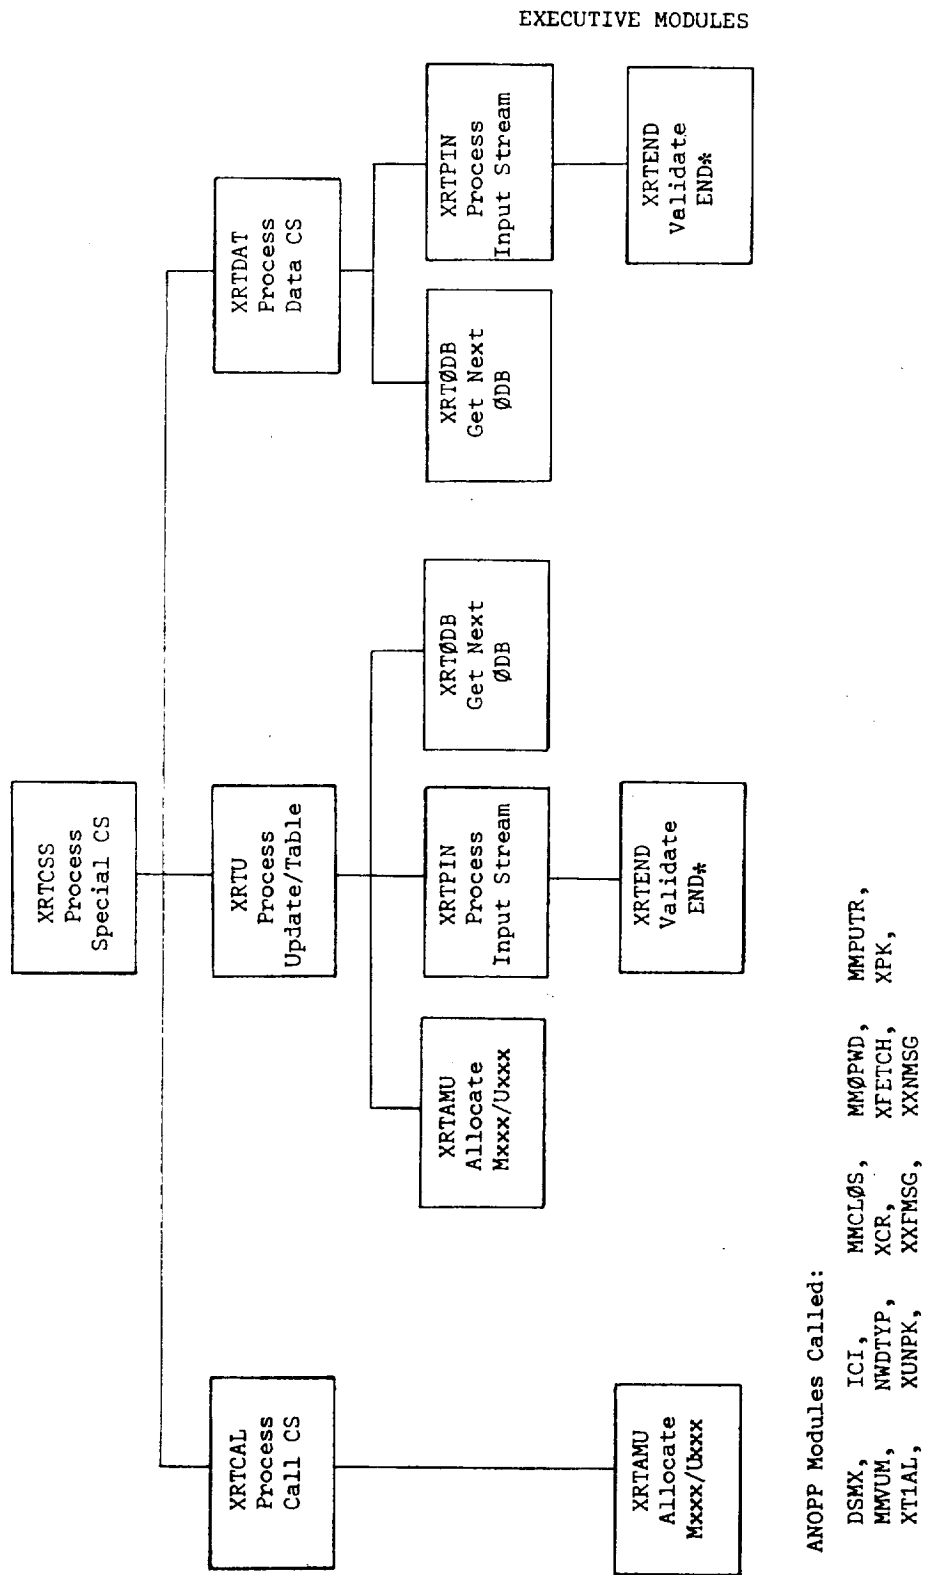 EXECUTIVE MODULES
XRTCSS
Process
Special CS
XRTCAL
Process
Call CS
XRTU
Process
Update/Table
XRTDAT
Process
Data CS
XRTAMU
Allocate
Mxxx/Uxxx
XRTAMU
Allocate
Mxxx/Uxxx
XRTPIN
Process
Input Stream
XRTØDB
Get Next
ØDB
XRTØDB
Get Next
ØDB
XRTPIN
Process
Input Stream
XRTEND
Validate
END*
XRTEND
Validate
END*
ANOPP Modules Called:
DSMX, ICI, MMCLØS, MMØPWD, MMPUTR,
MMVUM, NWDTYP, XCR, XFETCH, XPK,
XT1AL, XUNPK, XXFMSG, XXNMSG